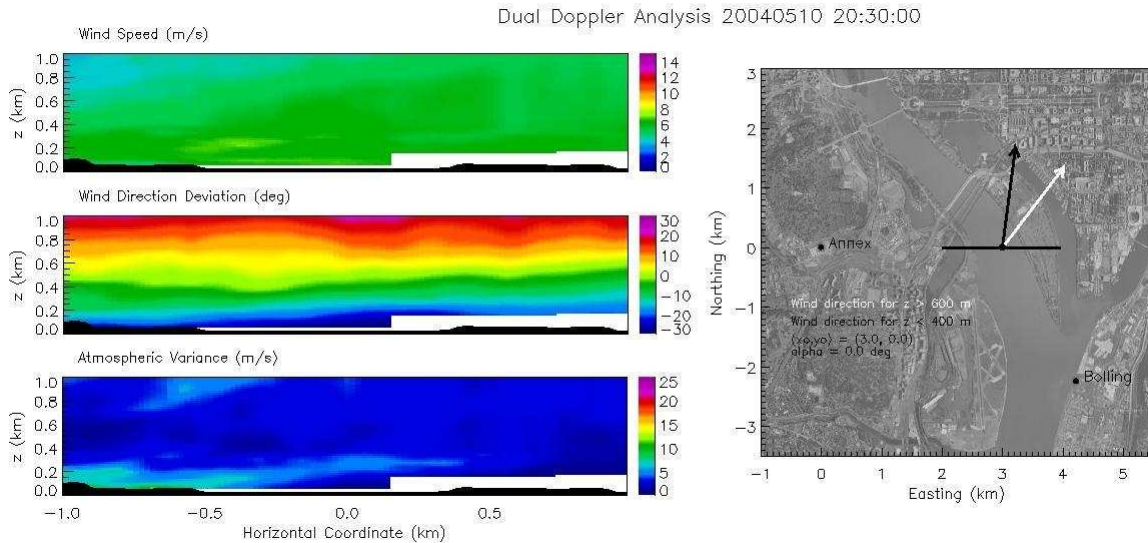 Dual Doppler Analysis 20040510 20:30:00
Wind Speed (m/s)
1.0
0.8
0.6
0.4
0.2
0.0
z (km)
14
12
10
8
6
4
2
0
Wind Direction Deviation (deg)
1.0
0.8
0.6
0.4
0.2
0.0
z (km)
30
20
10
0
-10
-20
-30
Atmospheric Variance (m/s)
1.0
0.8
0.6
0.4
0.2
0.0
z (km)
25
20
15
10
5
0
-1.0 -0.5 0.0 0.5
Horizontal Coordinate (km)
3
2
1
0
-1
-2
-3
Northing (km)
Annex
Wind direction for z > 600 m
Wind direction for z < 400 m
(xo,yo) = (3.0, 0.0)
alpha = 0.0 deg
Bolling
-1 0 1 2 3 4 5
Easting (km)